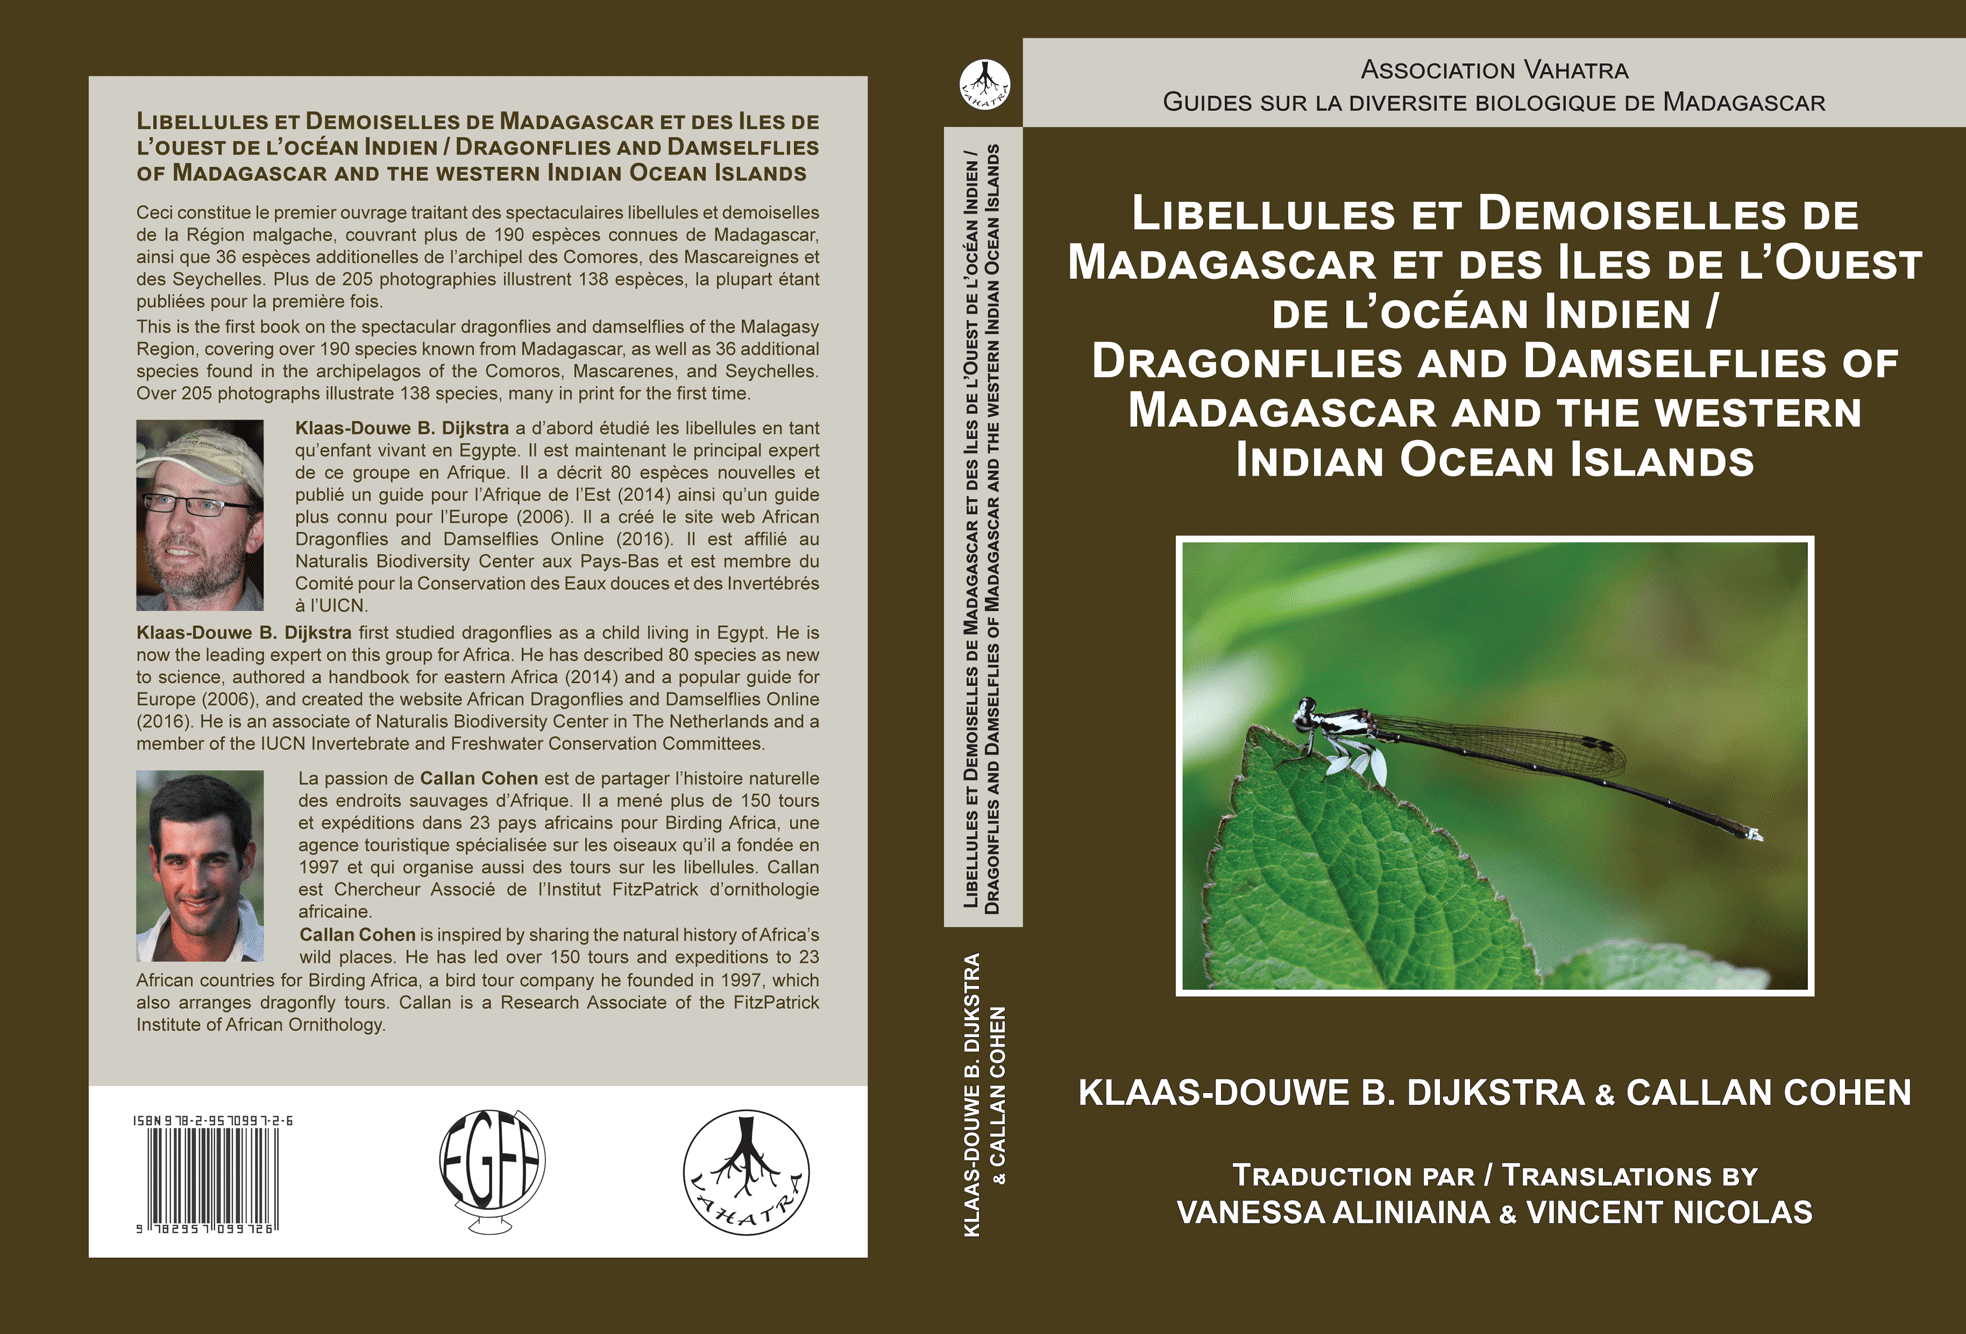 LIBELLULES ET DEMOISELLES DE MADAGASCAR ET DES ILES DE
L'OUEST DE L'OCÉAN INDIEN / DRAGONFLIES AND DAMSELFLIES
OF MADAGASCAR AND THE WESTERN INDIAN OCEAN ISLANDS
Ceci constitue le premier ouvrage traitant des spectaculaires libellules et demoiselles
de la Région malgache, couvrant plus de 190 espèces connues de Madagascar,
ainsi que 36 espèces additionelles de l'archipel des Comores, des Mascareignes et
des Seychelles. Plus de 205 photographies illustrent 138 espèces, la plupart étant
publiées pour la première fois.
This is the first book on the spectacular dragonflies and damselflies of the Malagasy
Region, covering over 190 species known from Madagascar, as well as 36 additional
species found in the archipelagos of the Comoros, Mascarenes, and Seychelles.
Over 205 photographs illustrate 138 species, many in print for the first time.
Klaas-Douwe B. Dijkstra a d'abord étudié les libellules en tant
qu'enfant vivant en Egypte. Il est maintenant le principal expert
de ce groupe en Afrique. Il a décrit 80 espèces nouvelles et
publié un guide pour l'Afrique de l'Est (2014) ainsi qu'un guide
plus connu pour l'Europe (2006). Il a créé le site web African
Dragonflies and Damselflies Online (2016). Il est affilié au
Naturalis Biodiversity Center aux Pays-Bas et est membre du
Comité pour la Conservation des Eaux douces et des Invertébrés
à l'UICN.
Klaas-Douwe B. Dijkstra first studied dragonflies as a child living in Egypt. He is
now the leading expert on this group for Africa. He has described 80 species as new
to science, authored a handbook for eastern Africa (2014) and a popular guide for
Europe (2006), and created the website African Dragonflies and Damselflies Online
(2016). He is an associate of Naturalis Biodiversity Center in The Netherlands and a
member of the IUCN Invertebrate and Freshwater Conservation Committees.
La passion de Callan Cohen est de partager l'histoire naturelle
des endroits sauvages d'Afrique. Il a mené plus de 150 tours
et expéditions dans 23 pays africains pour Birding Africa, une
agence touristique spécialisée sur les oiseaux qu'il a fondée en
1997 et qui organise aussi des tours sur les libellules. Callan
est Chercheur Associé de l'Institut FitzPatrick d'ornithologie
africaine.
Callan Cohen is inspired by sharing the natural history of Africa's
wild places. He has led over 150 tours and expeditions to 23
African countries for Birding Africa, a bird tour company he founded in 1997, which
also arranges dragonfly tours. Callan is a Research Associate of the FitzPatrick
Institute of African Ornithology.
ISBN 978-2-9570997-2-6
9 782957 099726
EGFA
VAHATRA
VAHATRA
LIBELLULES ET DEMOISELLES DE MADAGASCAR ET DES ILES DE L'OUEST DE L'OCÉAN INDIEN /
DRAGONFLIES AND DAMSELFLIES OF MADAGASCAR AND THE WESTERN INDIAN OCEAN ISLANDS
KLAAS-DOUWE B. DIJKSTRA
& CALLAN COHEN
ASSOCIATION VAHATRA
GUIDES SUR LA DIVERSITE BIOLOGIQUE DE MADAGASCAR
LIBELLULES ET DEMOISELLES DE
MADAGASCAR ET DES ILES DE L'OUEST
DE L'OCÉAN INDIEN /
DRAGONFLIES AND DAMSELFLIES OF
MADAGASCAR AND THE WESTERN
INDIAN OCEAN ISLANDS
KLAAS-DOUWE B. DIJKSTRA & CALLAN COHEN
TRADUCTION PAR / TRANSLATIONS BY
VANESSA ALINIAINA & VINCENT NICOLAS